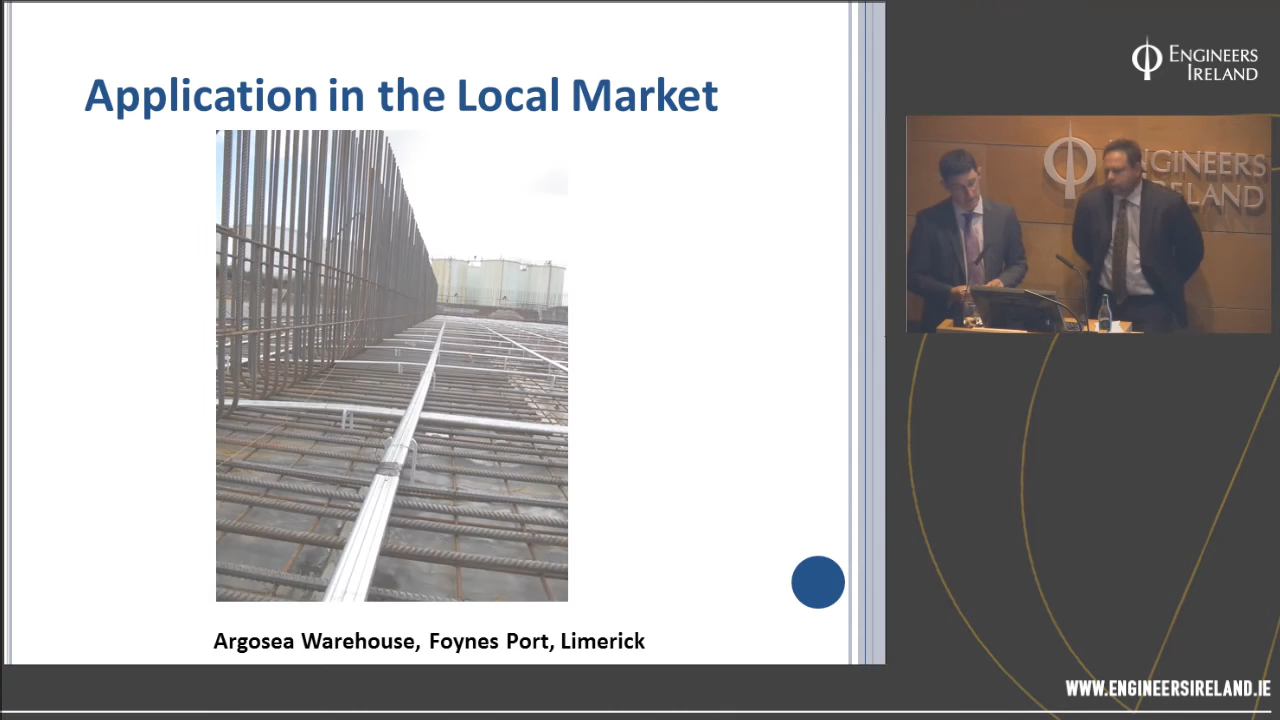 Application in the Local Market
Argosea Warehouse, Foynes Port, Limerick
ENGINEERS
IRELAND
ENGINEERS
IRELAND
WWW.ENGINEERSIRELAND.IE